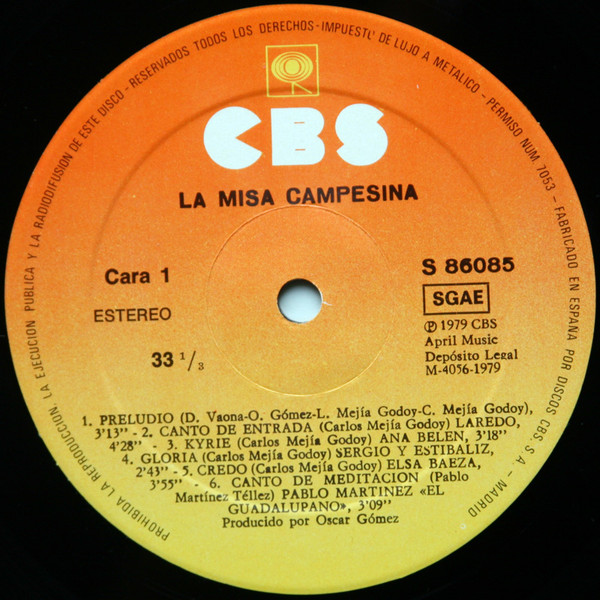 PROHIBIDA LA REPRODUCCION, LA EJECUCION PUBLICA Y LA RADIODIFUSION DE ESTE DISCO - RESERVADOS TODOS LOS DERECHOS - IMPUESTO DE LUJO A METALICO - PERMISO NUM 7053 - FABRICADO EN ESPAÑA POR DISCOS CBS. S. A - MADRID
CBS
LA MISA CAMPESINA
Cara 1
ESTEREO
33 1/3
S 86085
SGAE
℗ 1979 CBS
April Music
Depósito Legal
M-4056-1979
1. PRELUDIO (D. Vaona-O. Gómez-L. Mejía Godoy-C. Mejía Godoy),
3'13" - 2. CANTO DE ENTRADA (Carlos Mejía Godoy) LAREDO,
4'28" - 3. KYRIE (Carlos Mejía Godoy) ANA BELEN, 3'18"
4. GLORIA (Carlos Mejía Godoy) SERGIO Y ESTIBALIZ,
2'43" - 5. CREDO (Carlos Mejía Godoy) ELSA BAEZA,
3'55" 6. CANTO DE MEDITACION (Pablo
Martínez Téllez) PABLO MARTINEZ «EL
GUADALUPANO», 3'09"
Producido por Oscar Gómez